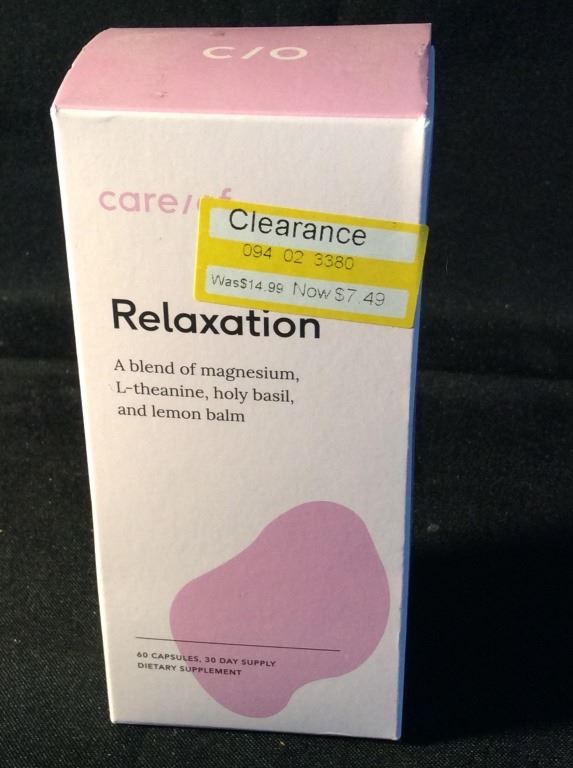 c/o
care/of
Clearance
094 02 3380
Was$14.99 Now $7.49
Relaxation
A blend of magnesium,
L-theanine, holy basil,
and lemon balm
60 CAPSULES, 30 DAY SUPPLY
DIETARY SUPPLEMENT